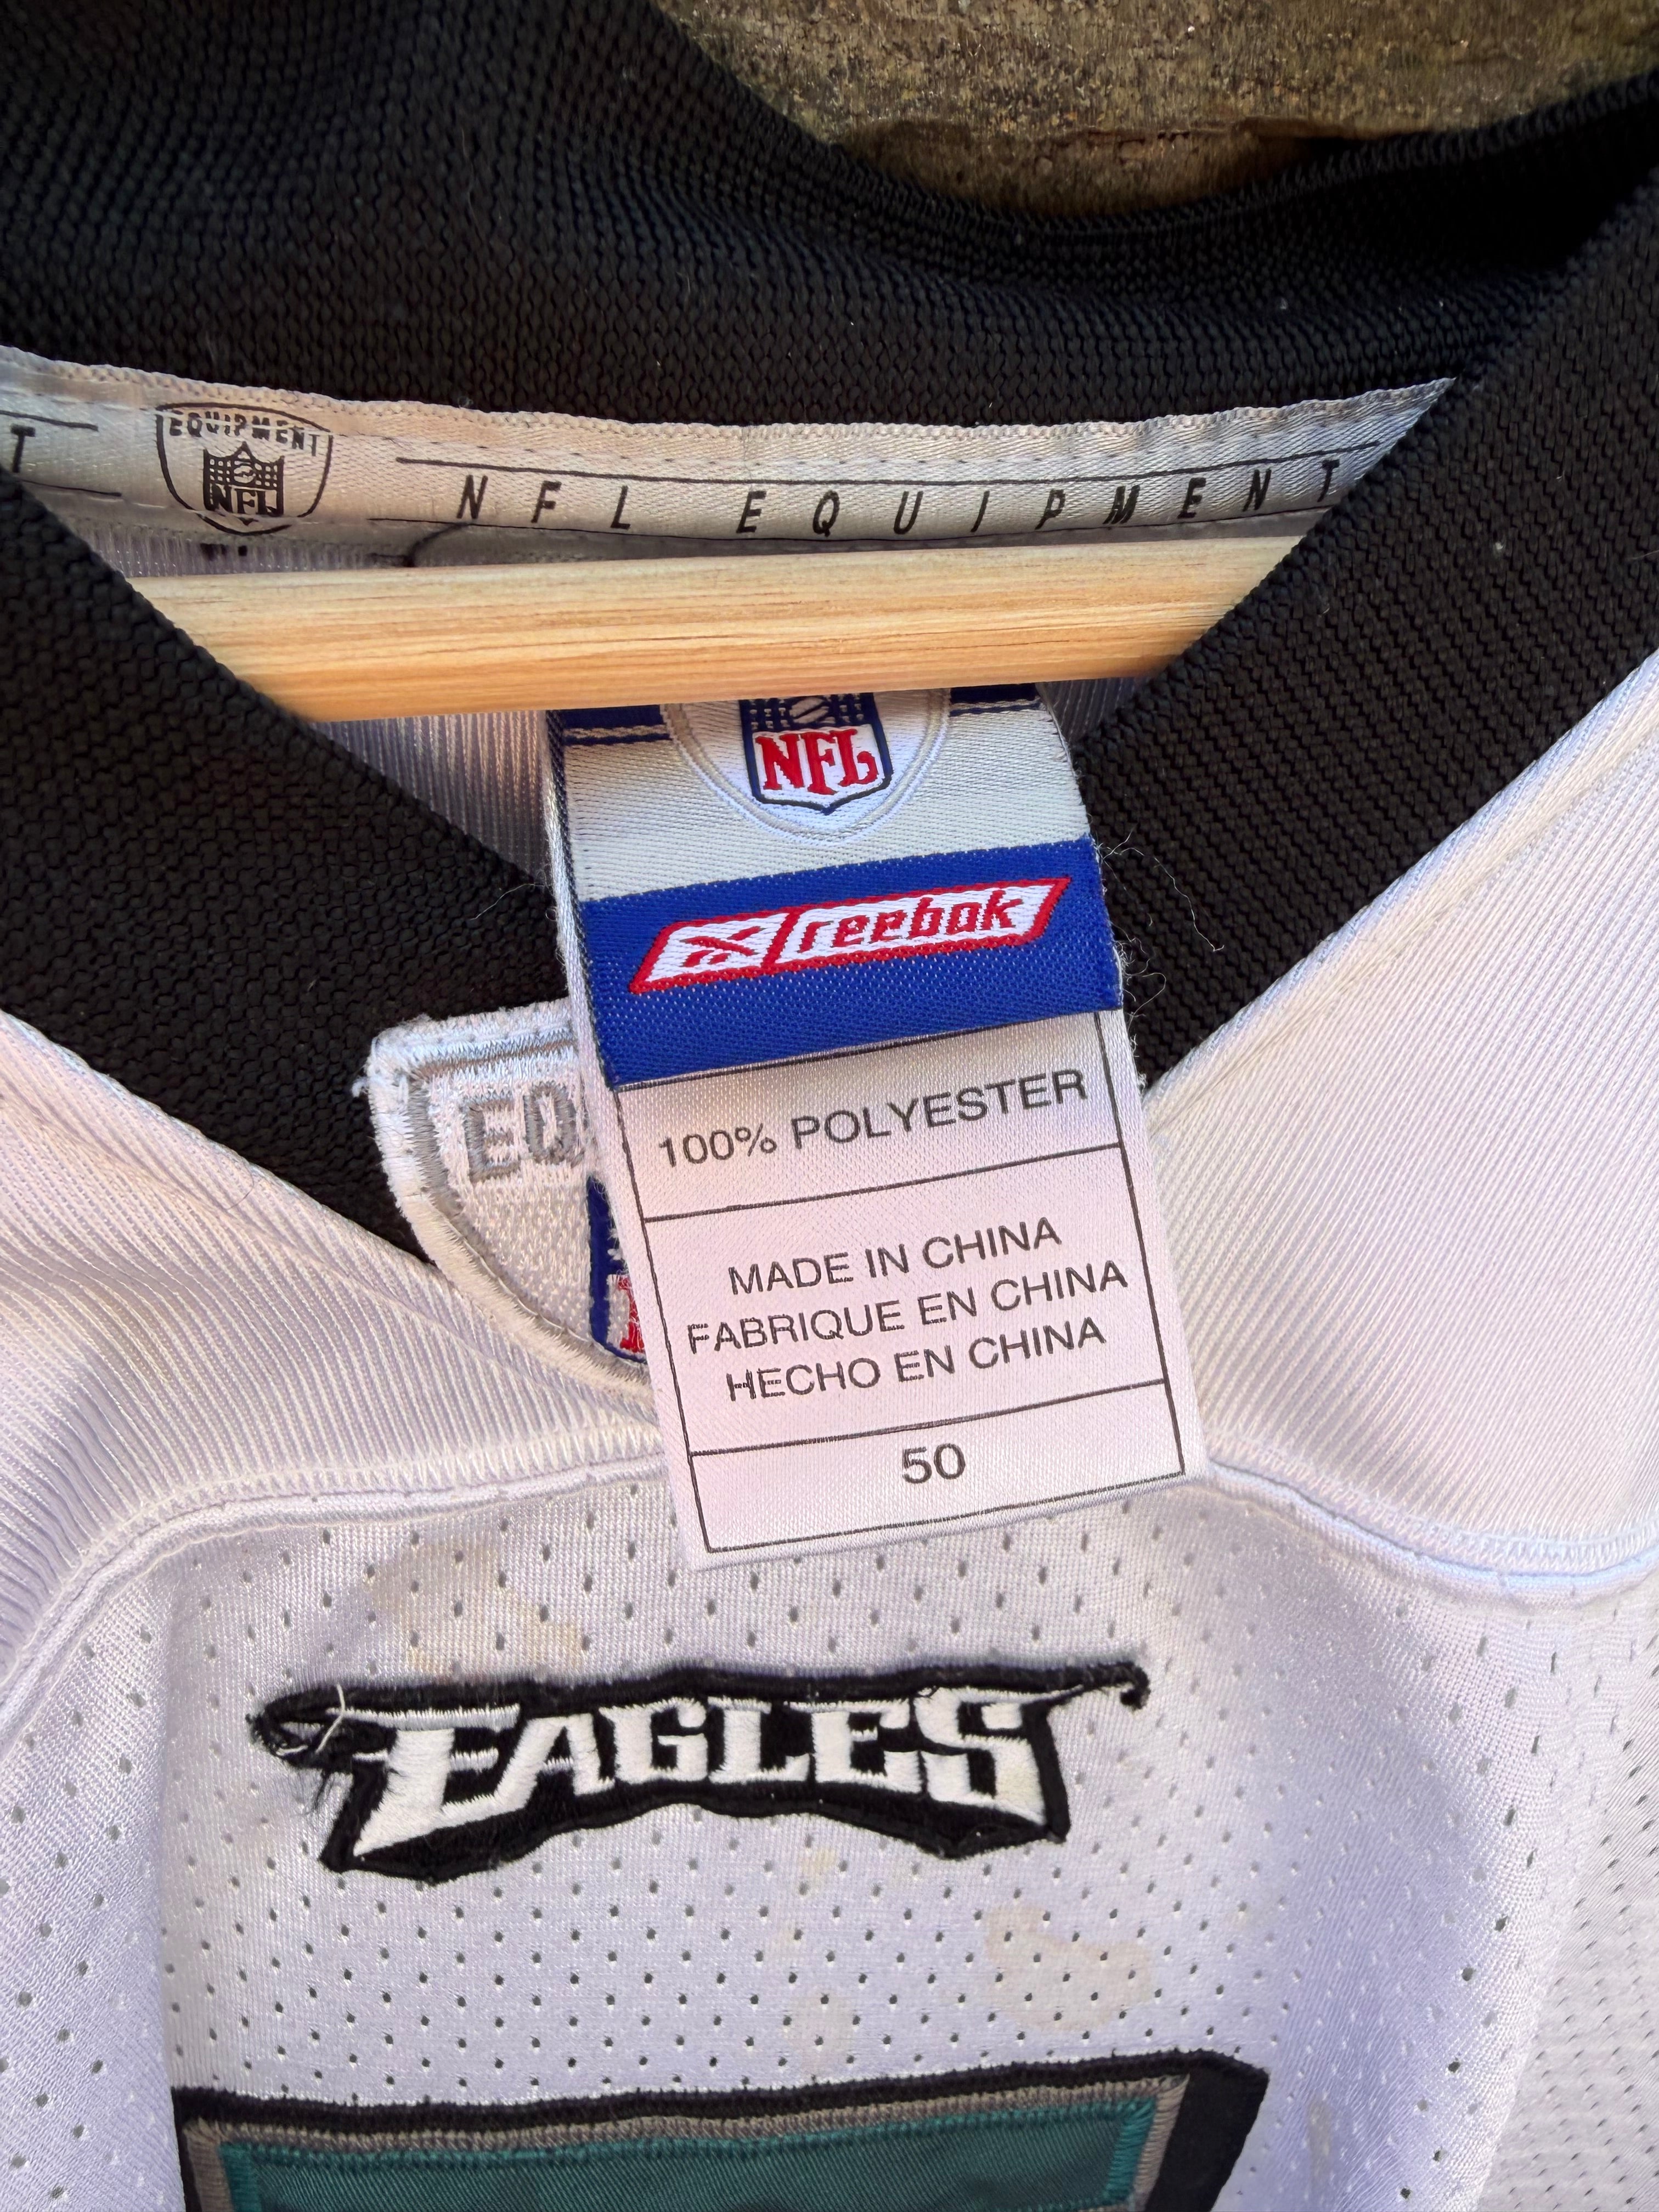 T
EQUIPMENT
NFL
NFL EQUIPMENT
NFL
reebok
EQ
100% POLYESTER
MADE IN CHINA
FABRIQUE EN CHINA
HECHO EN CHINA
50
EAGLES